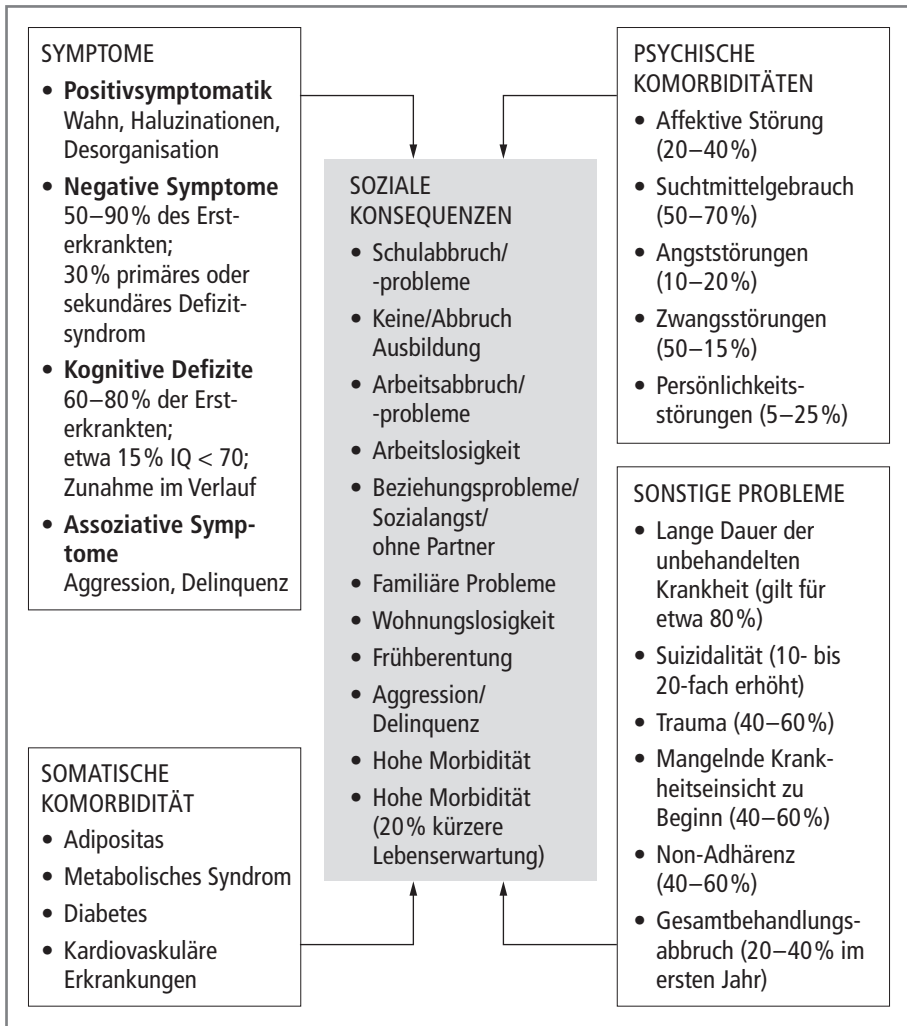 SYMPTOME
• Positivsymptomatik
Wahn, Haluzinationen,
Desorganisation
• Negative Symptome
50–90% des Erst-
erkrankten;
30% primäres oder
sekundäres Defizit-
syndrom
• Kognitive Defizite
60–80% der Erst-
erkrankten;
etwa 15% IQ < 70;
Zunahme im Verlauf
• Assoziative Symp-
tome
Aggression, Delinquenz
SOMATISCHE
KOMORBIDITÄT
• Adipositas
• Metabolisches Syndrom
• Diabetes
• Kardiovaskuläre
Erkrankungen
SOZIALE
KONSEQUENZEN
• Schulabbruch/
-probleme
• Keine/Abbruch
Ausbildung
• Arbeitsabbruch/
-probleme
• Arbeitslosigkeit
• Beziehungsprobleme/
Sozialangst/
ohne Partner
• Familiäre Probleme
• Wohnungslosigkeit
• Frühberentung
• Aggression/
Delinquenz
• Hohe Morbidität
• Hohe Morbidität
(20% kürzere
Lebenserwartung)
PSYCHISCHE
KOMORBIDITÄTEN
• Affektive Störung
(20–40%)
• Suchtmittelgebrauch
(50–70%)
• Angststörungen
(10–20%)
• Zwangsstörungen
(50–15%)
• Persönlichkeits-
störungen (5–25%)
SONSTIGE PROBLEME
• Lange Dauer der
unbehandelten
Krankheit (gilt für
etwa 80%)
• Suizidalität (10- bis
20-fach erhöht)
• Trauma (40–60%)
• Mangelnde Krank-
heitseinsicht zu
Beginn (40–60%)
• Non-Adhärenz
(40–60%)
• Gesamtbehandlungs-
abbruch (20–40% im
ersten Jahr)